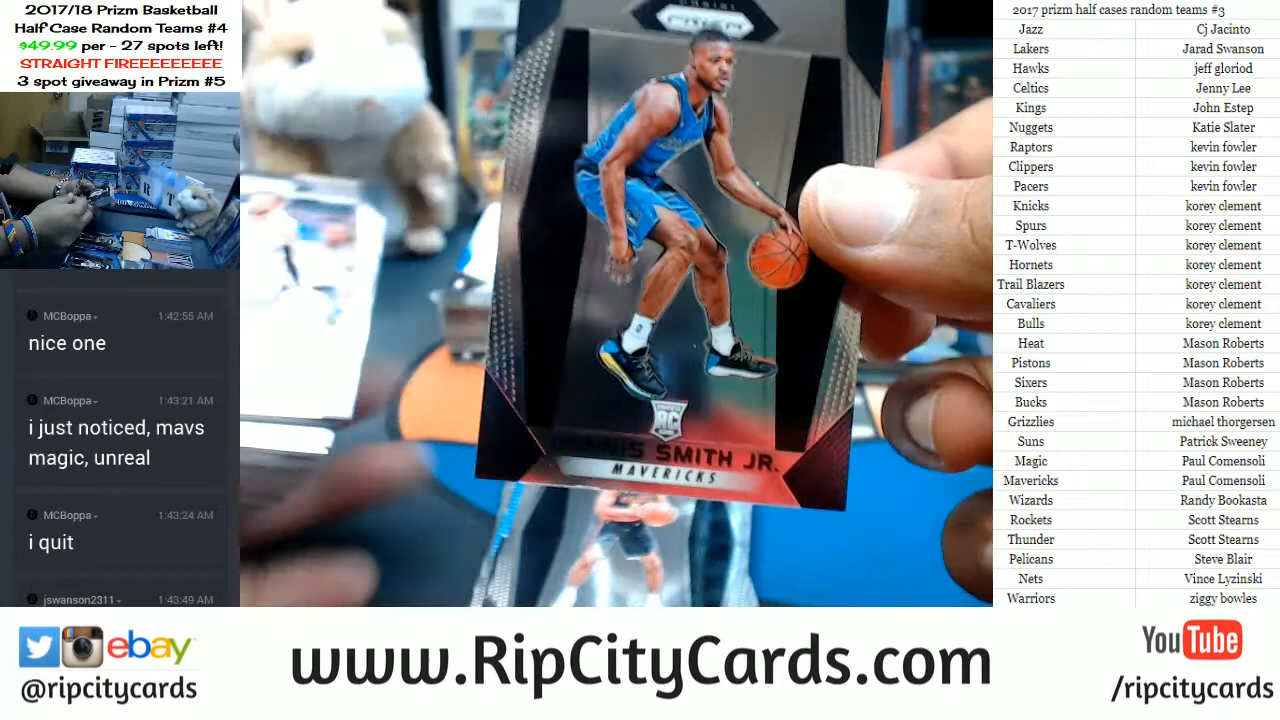 2017/18 Prizm Basketball
Half Case Random Teams #4
$49.99 per - 27 spots left!
STRAIGHT FIREEEEEEEEE
3 spot giveaway in Prizm #5
MCBoppa 1:42:55 AM
nice one
MCBoppa 1:43:21 AM
i just noticed, mavs
magic, unreal
MCBoppa 1:43:24 AM
i quit
jswanson2311 1:43:49 AM
PRIZM
RC
SMITH JR.
MAVERICKS
2017 prizm half cases random teams #3
Jazz Cj Jacinto
Lakers Jarad Swanson
Hawks jeff gloriod
Celtics Jenny Lee
Kings John Estep
Nuggets Katie Slater
Raptors kevin fowler
Clippers kevin fowler
Pacers kevin fowler
Knicks korey clement
Spurs korey clement
T-Wolves korey clement
Hornets korey clement
Trail Blazers korey clement
Cavaliers korey clement
Bulls korey clement
Heat Mason Roberts
Pistons Mason Roberts
Sixers Mason Roberts
Bucks Mason Roberts
Grizzlies michael thorgersen
Suns Patrick Sweeney
Magic Paul Comensoli
Mavericks Paul Comensoli
Wizards Randy Bookasta
Rockets Scott Stearns
Thunder Scott Stearns
Pelicans Steve Blair
Nets Vince Lyzinski
Warriors ziggy bowles
ebay
@ripcitycards
www.RipCityCards.com
YouTube
/ripcitycards